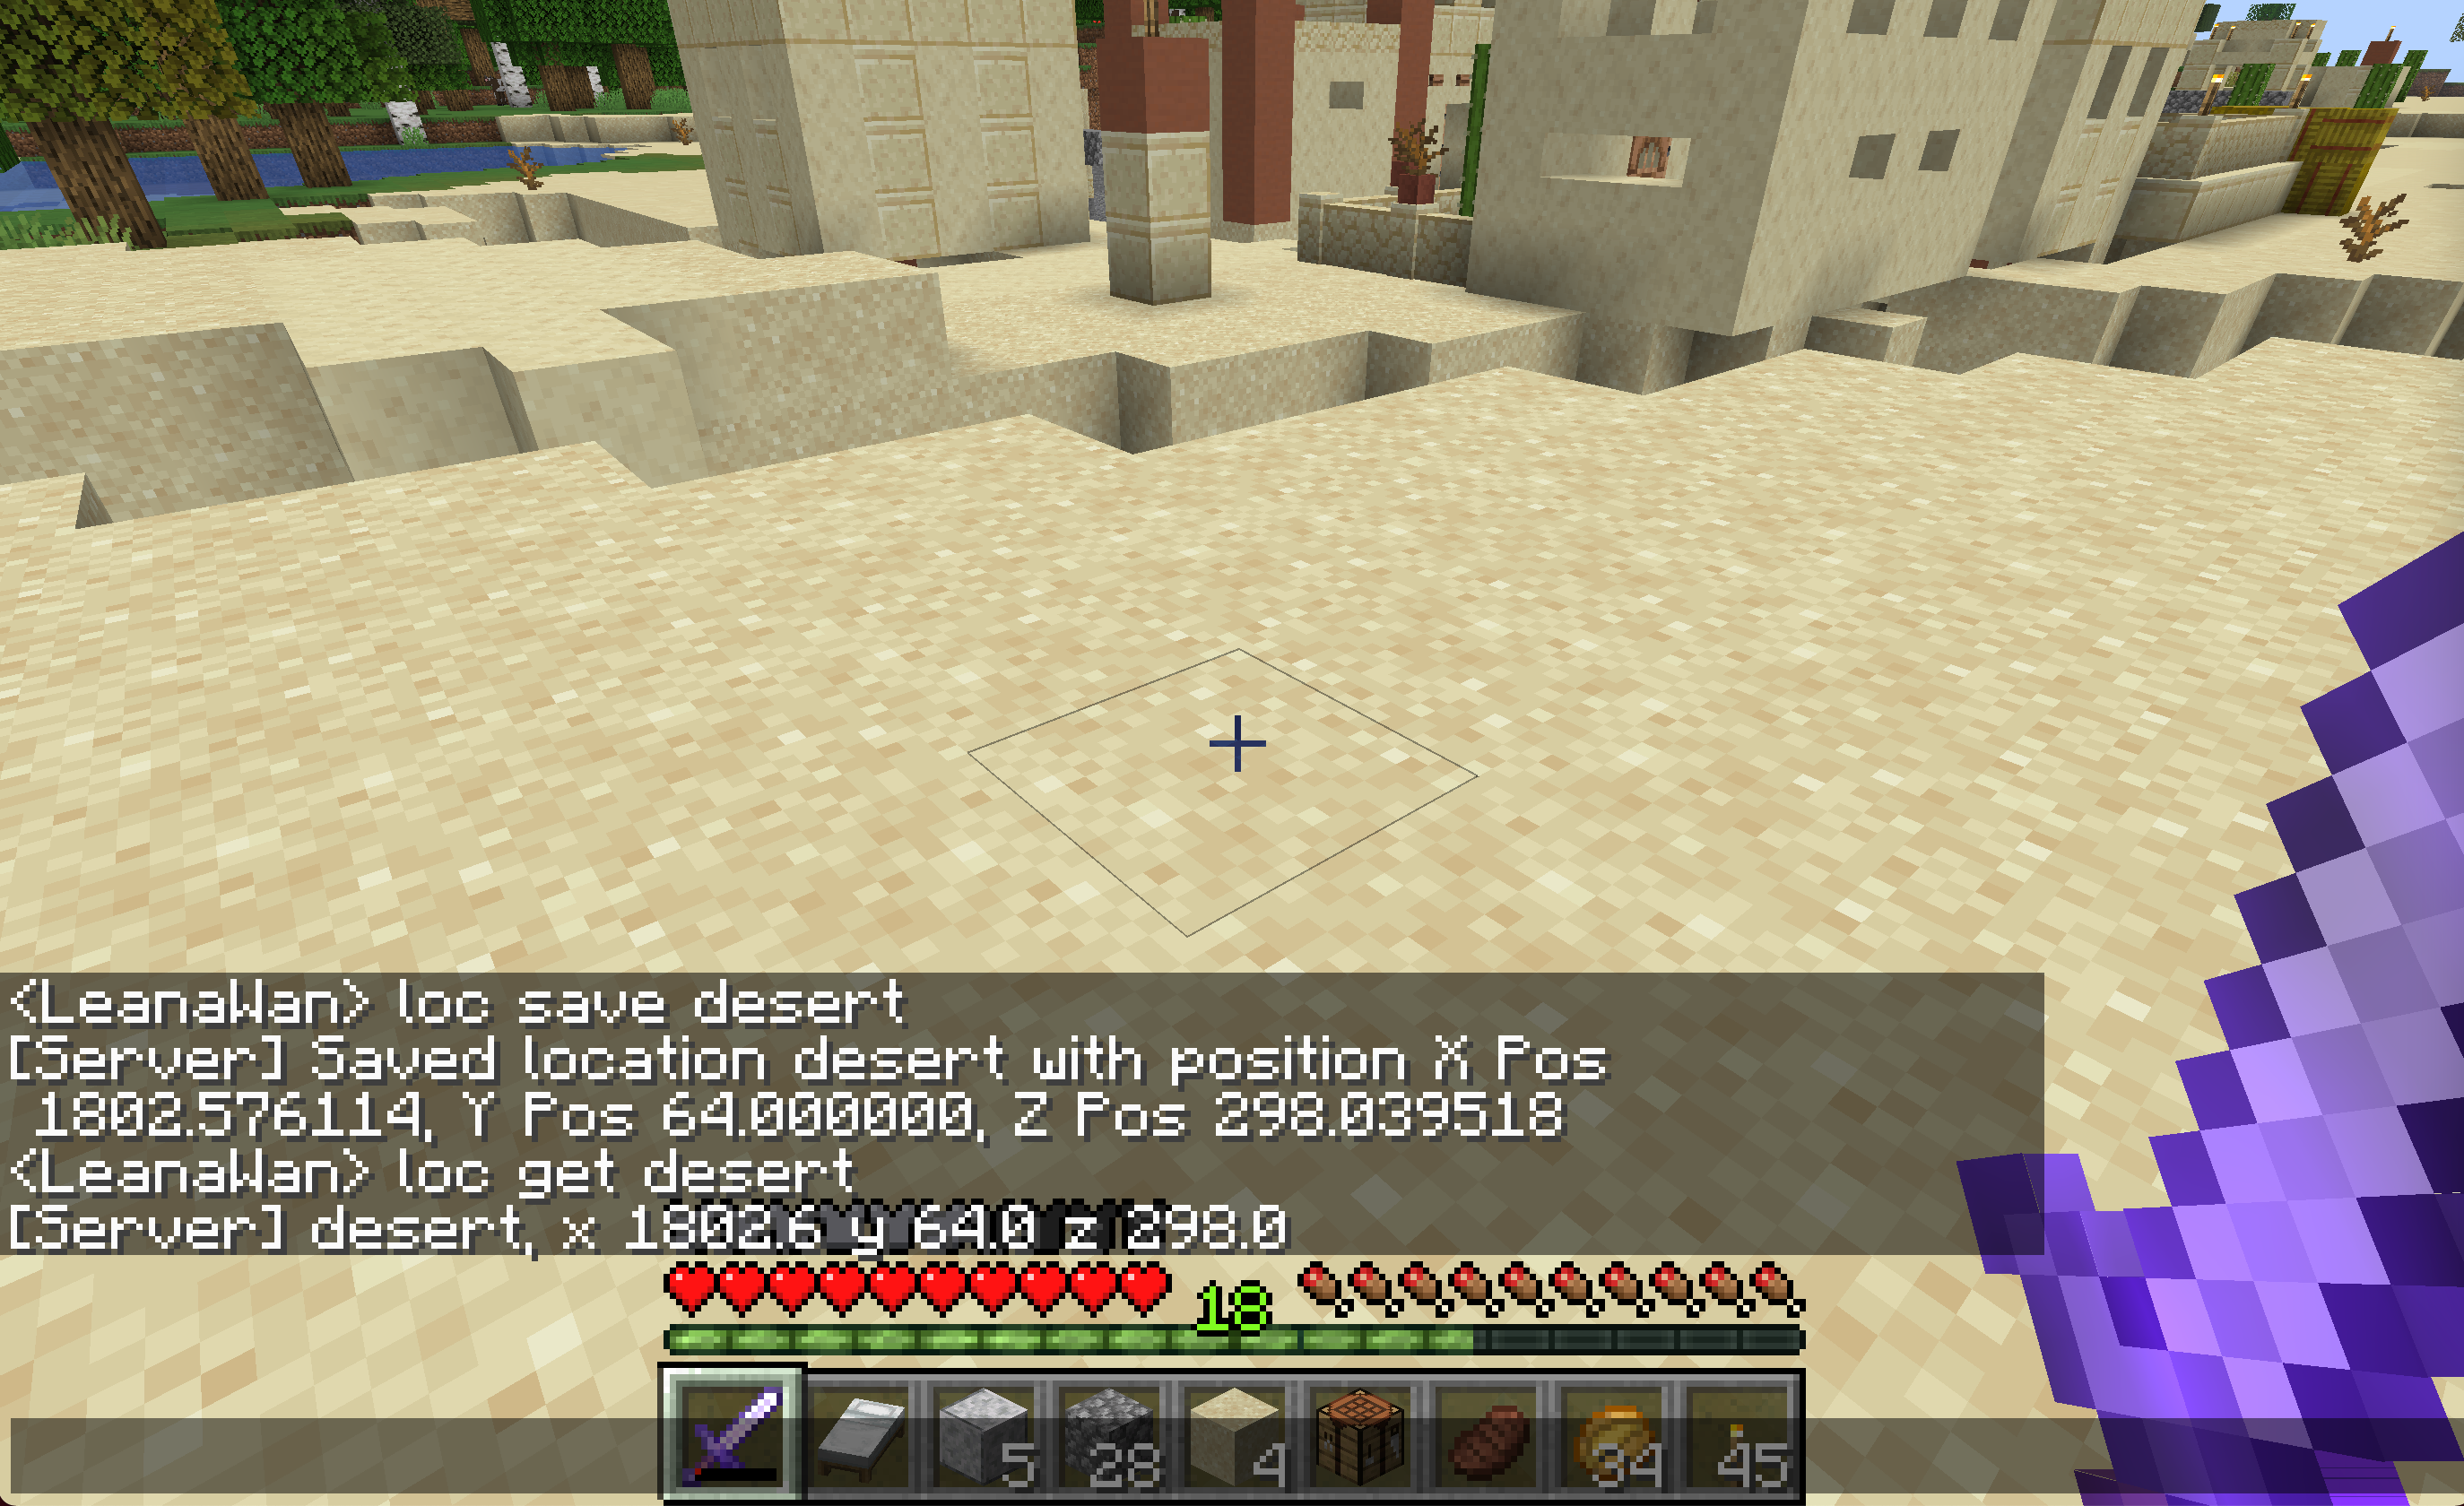 <LeanaWan> loc save desert
[Server] Saved location desert with position X Pos
1802.576114, Y Pos 64.000000, Z Pos 298.039518
<LeanaWan> loc get desert
[Server] desert, x 1802.6 y 64.0 z 298.0
18
5 28 4 34 45